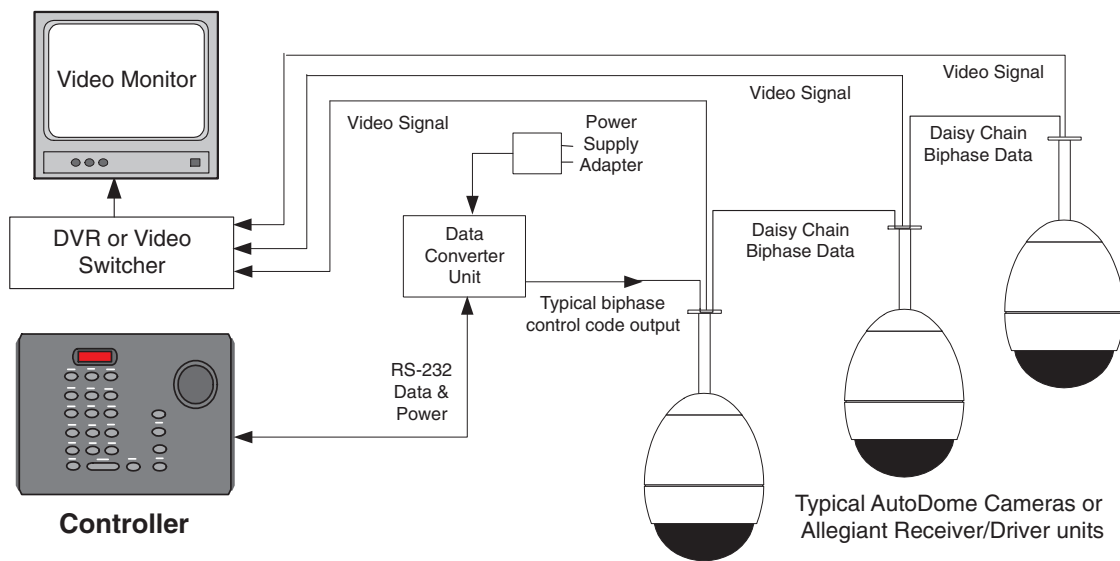 Video Monitor
DVR or Video
Switcher
Controller
Video Signal
Video Signal
Video Signal
Power
Supply
Adapter
Data
Converter
Unit
RS-232
Data &
Power
Typical biphase
control code output
Daisy Chain
Biphase Data
Daisy Chain
Biphase Data
Typical AutoDome Cameras or
Allegiant Receiver/Driver units